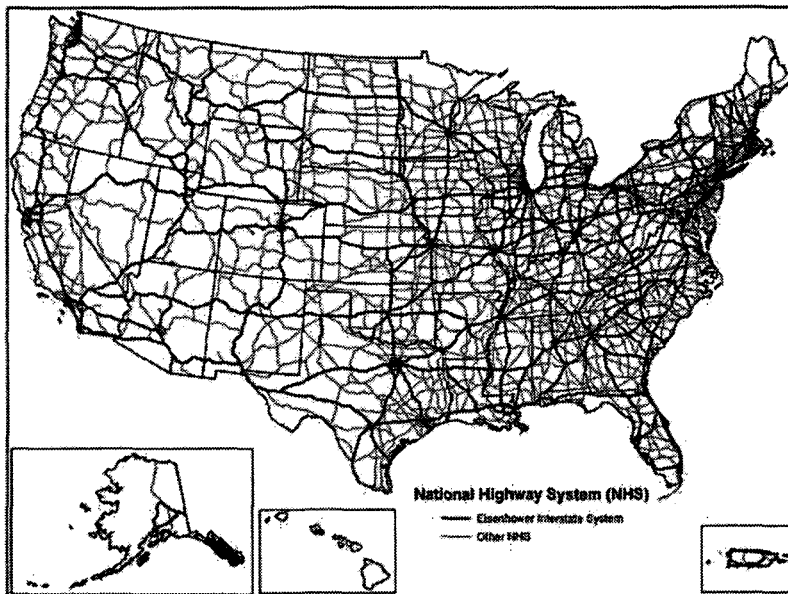 National Highway System (NHS)
Eisenhower Interstate System
Other NHS